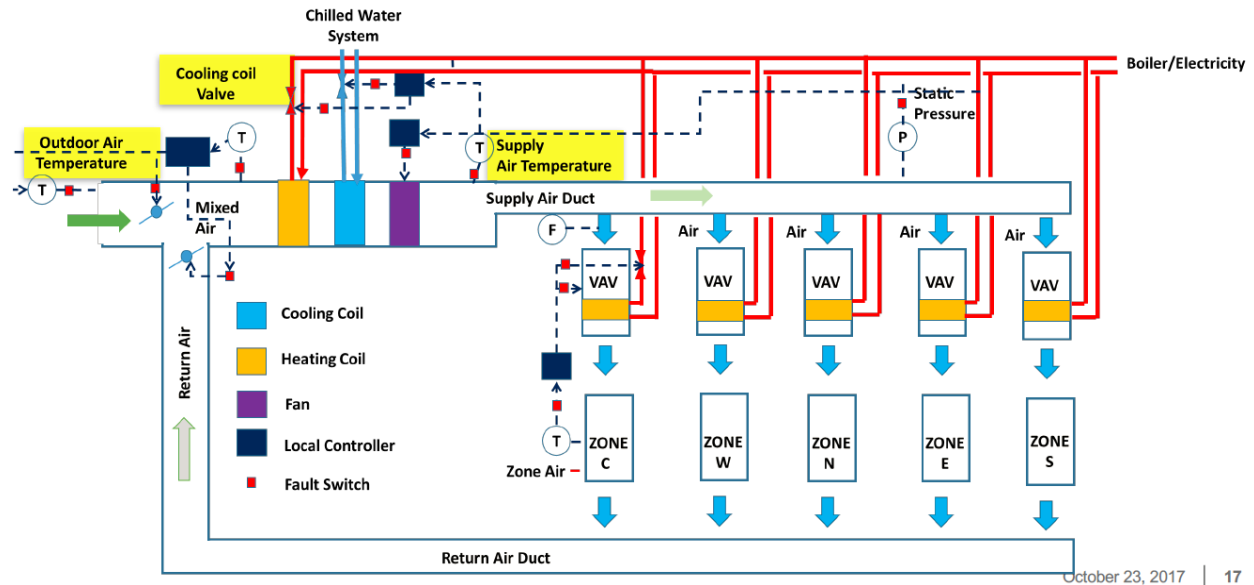 Chilled Water
System
Cooling coil
Valve
Boiler/Electricity
Outdoor Air
Temperature
T
T
T
Supply
Air Temperature
Static
Pressure
P
T
Mixed
Air
Supply Air Duct
F
Air
Air
Air
Air
VAV
VAV
VAV
VAV
VAV
Cooling Coil
Heating Coil
Fan
Local Controller
Fault Switch
Return Air
T
Zone Air
ZONE
C
ZONE
W
ZONE
N
ZONE
E
ZONE
S
Return Air Duct
October 23, 2017 | 17